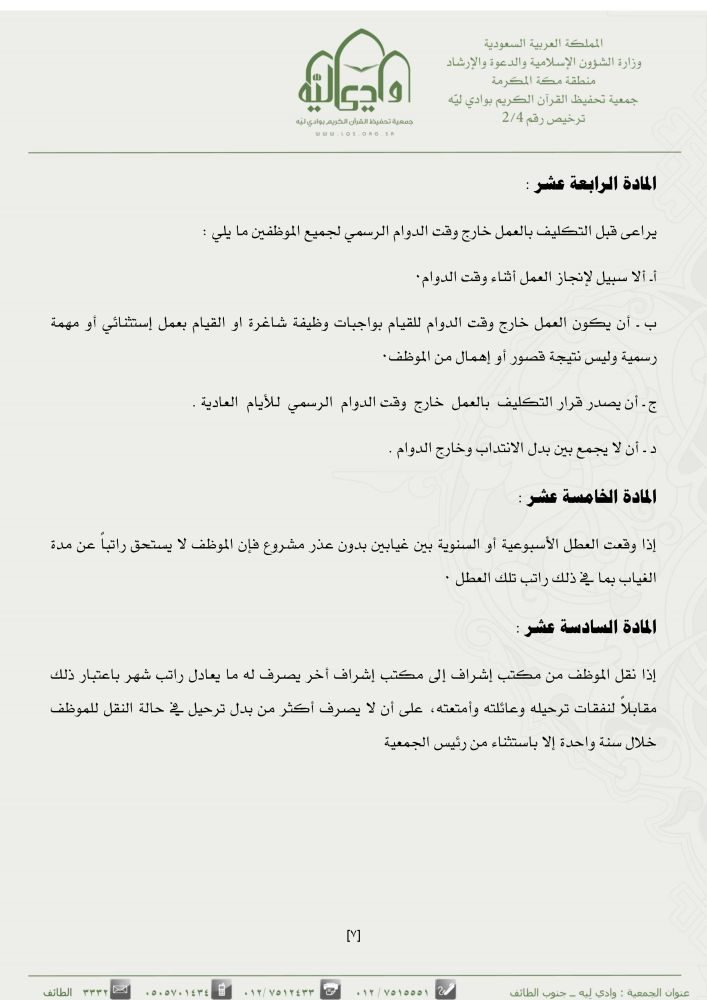 المملكة العربية السعودية
وزارة الشؤون الإسلامية والدعوة والإرشاد
منطقة مكة المكرمة
جمعية تحفيظ القرآن الكريم بوادي ليّه
ترخيص رقم 2/4
وادي ليّه
جمعية تحفيظ القرآن الكريم بوادي ليّه
WWW.LQS.ORG.SA
المادة الرابعة عشر :
يراعى قبل التكليف بالعمل خارج وقت الدوام الرسمي لجميع الموظفين ما يلي :
أ. ألا سبيل لإنجاز العمل أثناء وقت الدوام٠
ب . أن يكون العمل خارج وقت الدوام للقيام بواجبات وظيفة شاغرة او القيام بعمل إستثنائي أو مهمة
رسمية وليس نتيجة قصور أو إهمال من الموظف٠
ج. أن يصدر قرار التكليف بالعمل خارج وقت الدوام الرسمي للأيام العادية .
د . أن لا يجمع بين بدل الانتداب وخارج الدوام .
المادة الخامسة عشر :
إذا وقعت العطل الأسبوعية أو السنوية بين غيابين بدون عذر مشروع فإن الموظف لا يستحق راتباً عن مدة
الغياب بما في ذلك راتب تلك العطل ٠
المادة السادسة عشر :
إذا نقل الموظف من مكتب إشراف إلى مكتب إشراف أخر يصرف له ما يعادل راتب شهر باعتبار ذلك
مقابلاً لنفقات ترحيله وعائلته وأمتعته، على أن لا يصرف أكثر من بدل ترحيل في حالة النقل للموظف
خلال سنة واحدة إلا باستثناء من رئيس الجمعية
[٧]
عنوان الجمعية : وادي ليه ــ جنوب الطائف ٠١٢/٧٥١٥٥٥١ ٠١٢/٧٥١٢٤٣٣ ٠٥٠٥٧٠١٤٣٤ ٣٣٣٢ الطائف